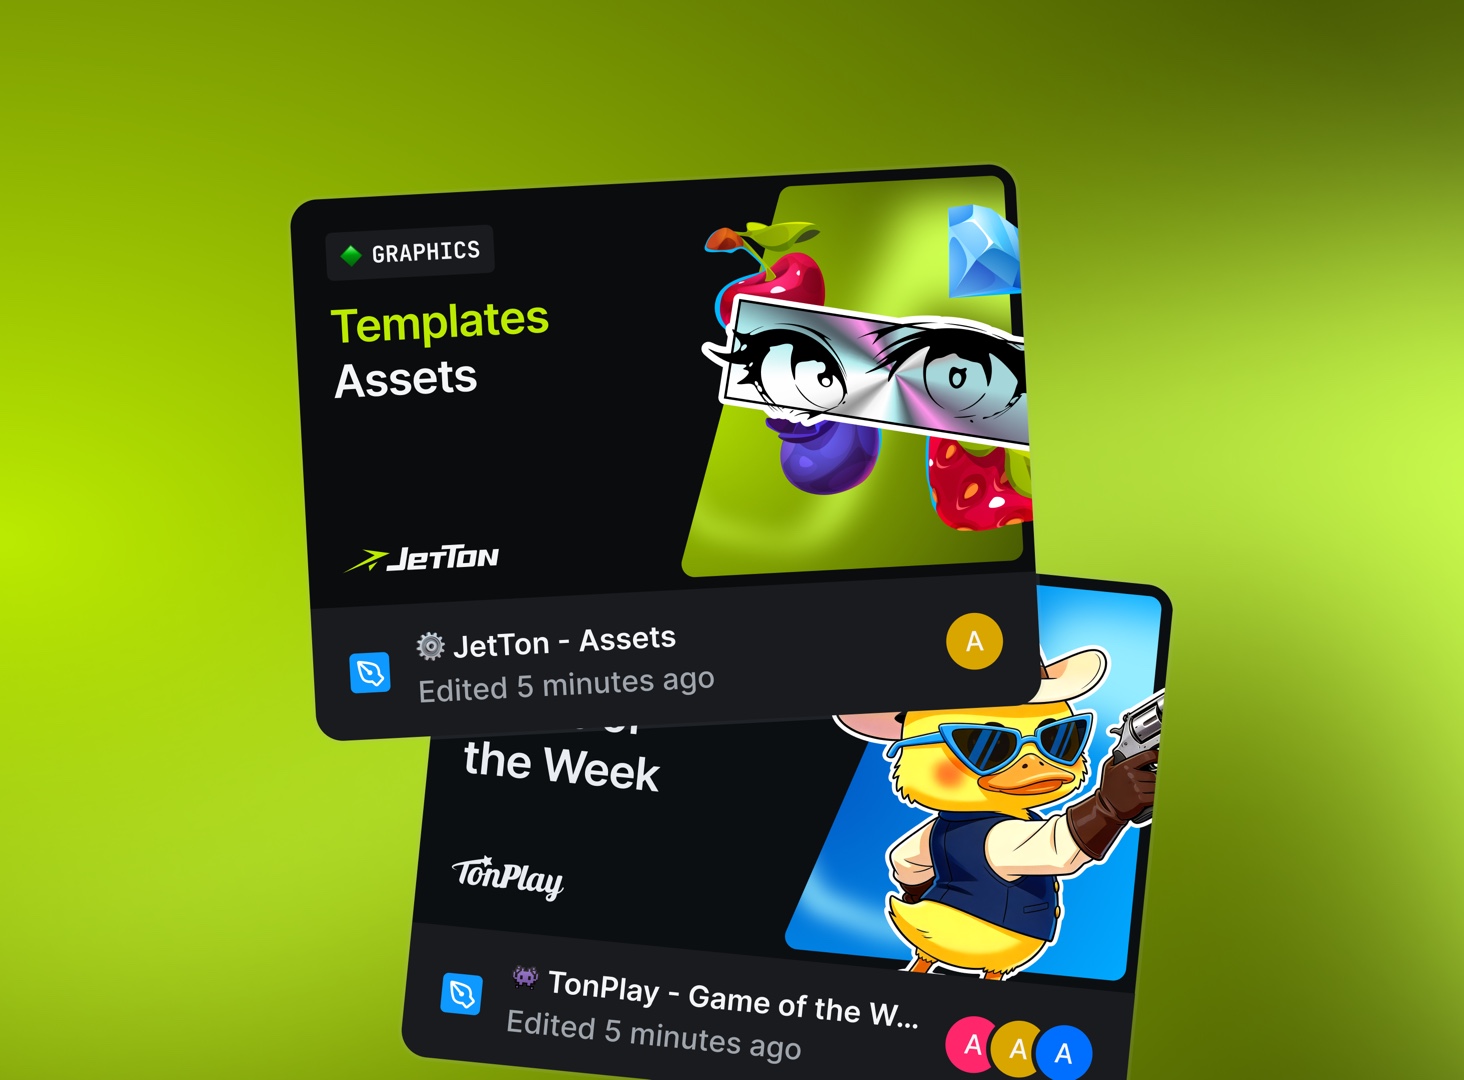 GRAPHICS
Templates
Assets
JetTon
JetTon - Assets
Edited 5 minutes ago
A
the Week
TonPlay
TonPlay - Game of the W...
Edited 5 minutes ago
A A A